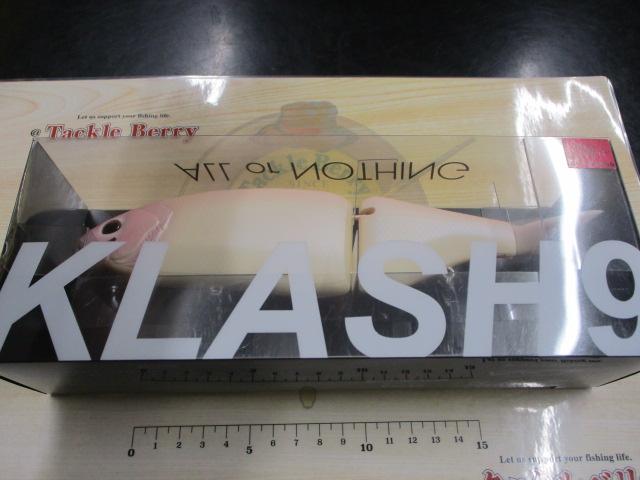 Let us support your fishing life.
@ Tackle Berry
ALL or NOTHING
KLASH9
0 1 2 3 4 5 6 7 8 9 10 11 12 13 14 15
Let us support your fishing life.